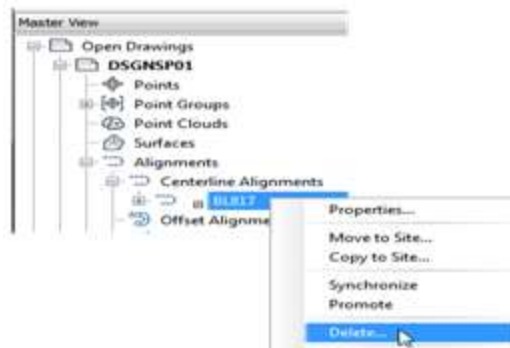 Master View
Open Drawings
DSGNSP01
Points
Point Groups
Point Clouds
Surfaces
Alignments
Centerline Alignments
BL817
Offset Alignme
Properties...
Move to Site...
Copy to Site...
Synchronize
Promote
Delete...